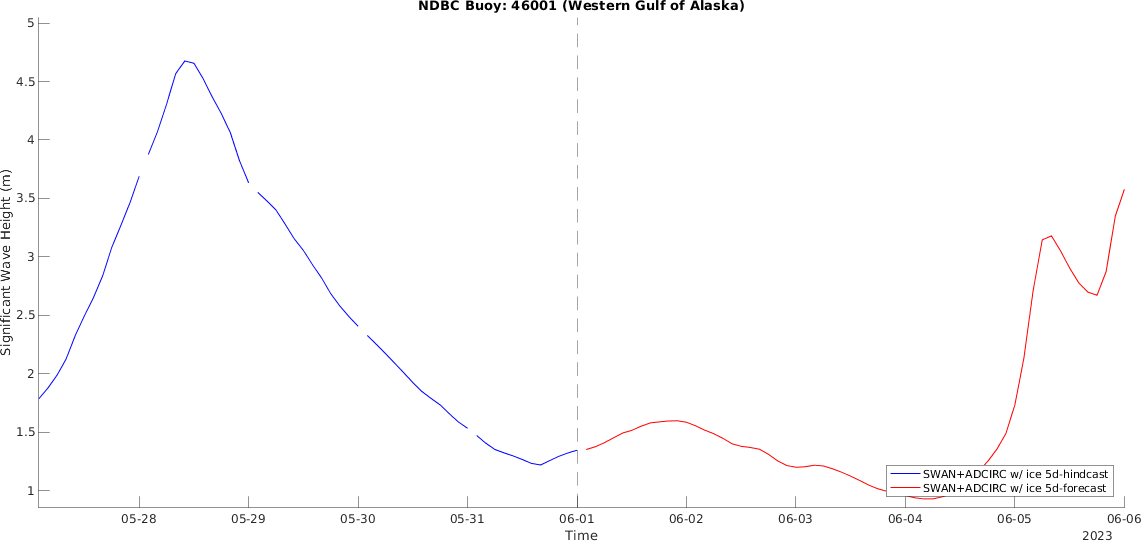 NDBC Buoy: 46001 (Western Gulf of Alaska)
5
4.5
4
3.5
3
2.5
2
1.5
1
Significant Wave Height (m)
SWAN+ADCIRC w/ ice 5d-hindcast
SWAN+ADCIRC w/ ice 5d-forecast
05-28 05-29 05-30 05-31 06-01 06-02 06-03 06-04 06-05 06-06
Time
2023